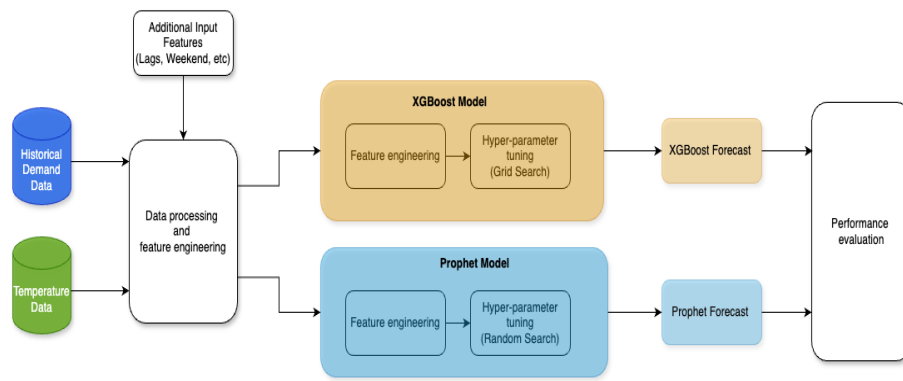 Additional Input
Features
(Lags, Weekend, etc)
Historical
Demand
Data
Temperature
Data
Data processing
and
feature engineering
XGBoost Model
Feature engineering
Hyper-parameter
tuning
(Grid Search)
XGBoost Forecast
Prophet Model
Feature engineering
Hyper-parameter
tuning
(Random Search)
Prophet Forecast
Performance
evaluation